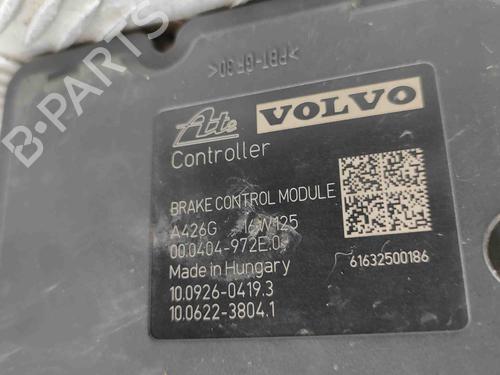 >PBT-GF30<
Ate VOLVO
Controller
BRAKE CONTROL MODULE
A426G 16W125
00.0404-972E.0
61632500186
Made in Hungary
10.0926-0419.3
10.0622-3804.1
B-PARTS